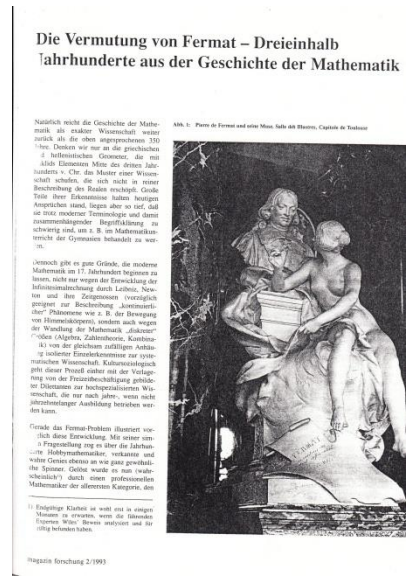 Die Vermutung von Fermat – Dreieinhalb
Jahrhunderte aus der Geschichte der Mathematik
Natürlich reicht die Geschichte der Mathe-
matik als exakter Wissenschaft weiter
zurück als die oben angesprochenen 350
Jahre. Denken wir nur an die griechischen
und hellenistischen Geometer, die mit
Euklids Elementen Mitte des dritten Jahr-
hunderts v. Chr. das Muster einer Wissen-
schaft schufen, die sich nicht in reiner
Beschreibung des Realen erschöpft. Große
Teile ihrer Erkenntnisse halten heutigen
Ansprüchen stand, liegen aber so tief, daß
sie trotz moderner Terminologie und damit
zusammenhängender Begriffsklärung zu
schwierig sind, um z. B. im Mathematikun-
terricht der Gymnasien behandelt zu wer-
den.
Dennoch gibt es gute Gründe, die moderne
Mathematik im 17. Jahrhundert beginnen zu
lassen, nicht nur wegen der Entwicklung der
Infinitesimalrechnung durch Leibniz, New-
ton und ihre Zeitgenossen (vorzüglich
geeignet zur Beschreibung „kontinuierli-
cher" Phänomene wie z. B. der Bewegung
von Himmelskörpern), sondern auch wegen
der Wandlung der Mathematik „diskreter"
Größen (Algebra, Zahlentheorie, Kombina-
torik) von der gleichsam zufälligen Anhäu-
fung isolierter Einzelerkenntnisse zur syste-
matischen Wissenschaft. Kultursoziologisch
geht dieser Prozeß einher mit der Verlage-
rung von der Freizeitbeschäftigung gebilde-
ter Dilettanten zur hochspezialisierten Wis-
senschaft, die nur nach jahre-, wenn nicht
jahrzehntelanger Ausbildung betrieben wer-
den kann.
Gerade das Fermat-Problem illustriert vor-
züglich diese Entwicklung. Mit seiner sim-
plen Fragestellung zog es über die Jahrhun-
derte Hobbymathematiker, verkannte und
wahre Genies ebenso an wie ganz gewöhnli-
che Spinner. Gelöst wurde es nun (wahr-
scheinlich¹) durch einen professionellen
Mathematiker der allerersten Kategorie, den
1) Endgültige Klarheit ist wohl erst in einigen
Monaten zu erwarten, wenn die führenden
Experten Wiles' Beweis analysiert und für
richtig befunden haben.
Abb. 1: Pierre de Fermat und seine Muse, Salle des Illustres, Capitole de Toulouse
magazin forschung 2/1993